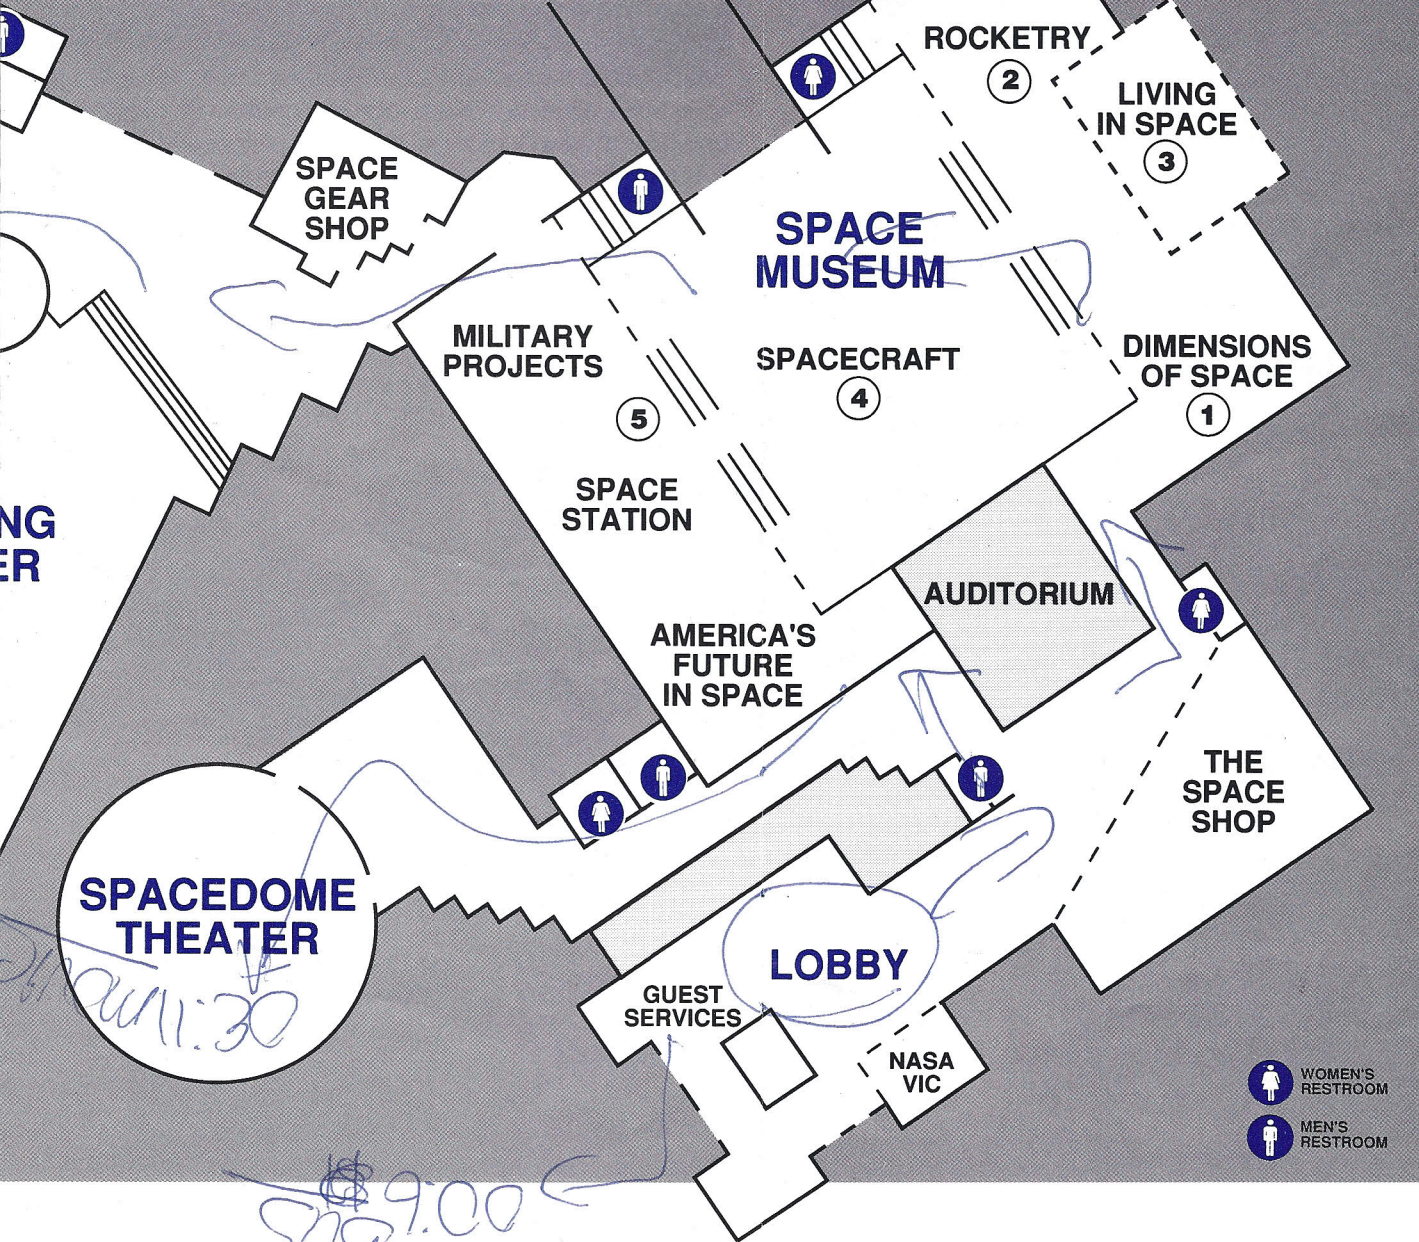 ROCKETRY
2
LIVING
IN SPACE
3
SPACE
GEAR
SHOP
SPACE
MUSEUM
MILITARY
PROJECTS
SPACECRAFT
4
DIMENSIONS
OF SPACE
1
5
SPACE
STATION
NG
ER
AUDITORIUM
AMERICA'S
FUTURE
IN SPACE
THE
SPACE
SHOP
SPACEDOME
THEATER
11:30
LOBBY
GUEST
SERVICES
NASA
VIC
WOMEN'S
RESTROOM
MEN'S
RESTROOM
9:00